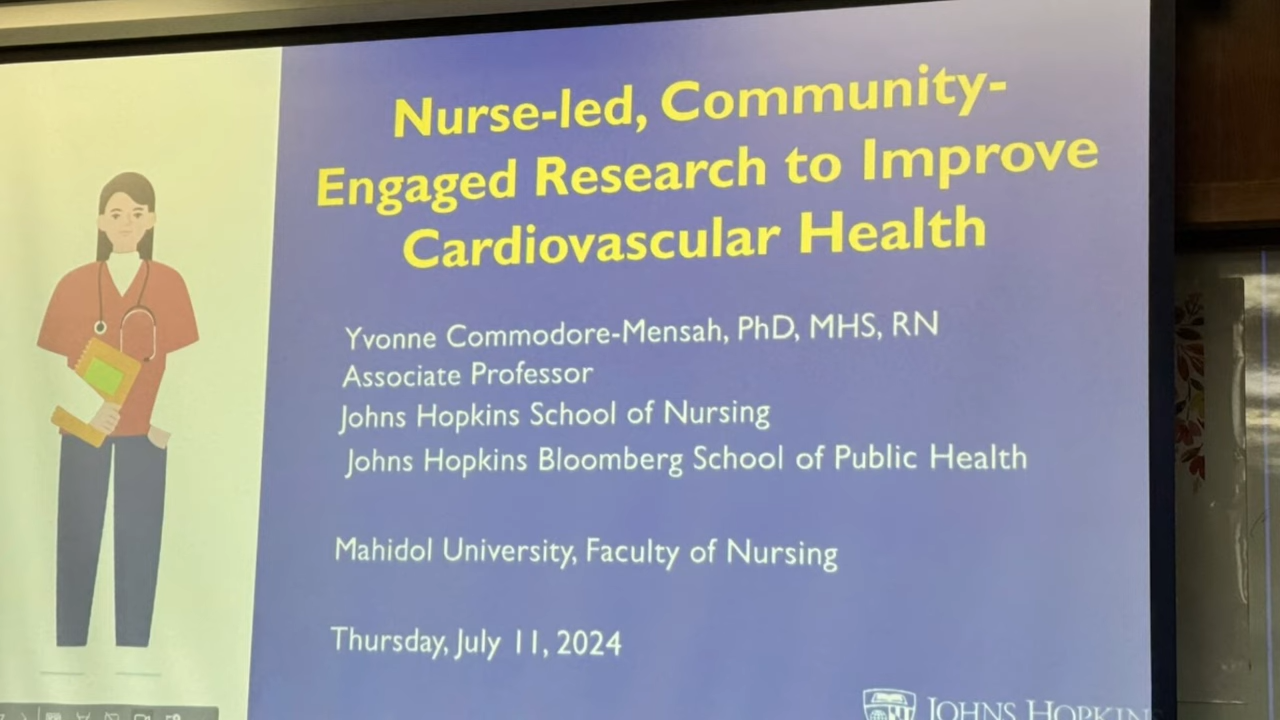 Nurse-led, Community-
Engaged Research to Improve
Cardiovascular Health
Yvonne Commodore-Mensah, PhD, MHS, RN
Associate Professor
Johns Hopkins School of Nursing
Johns Hopkins Bloomberg School of Public Health
Mahidol University, Faculty of Nursing
Thursday, July 11, 2024
JOHNS HOPKIN